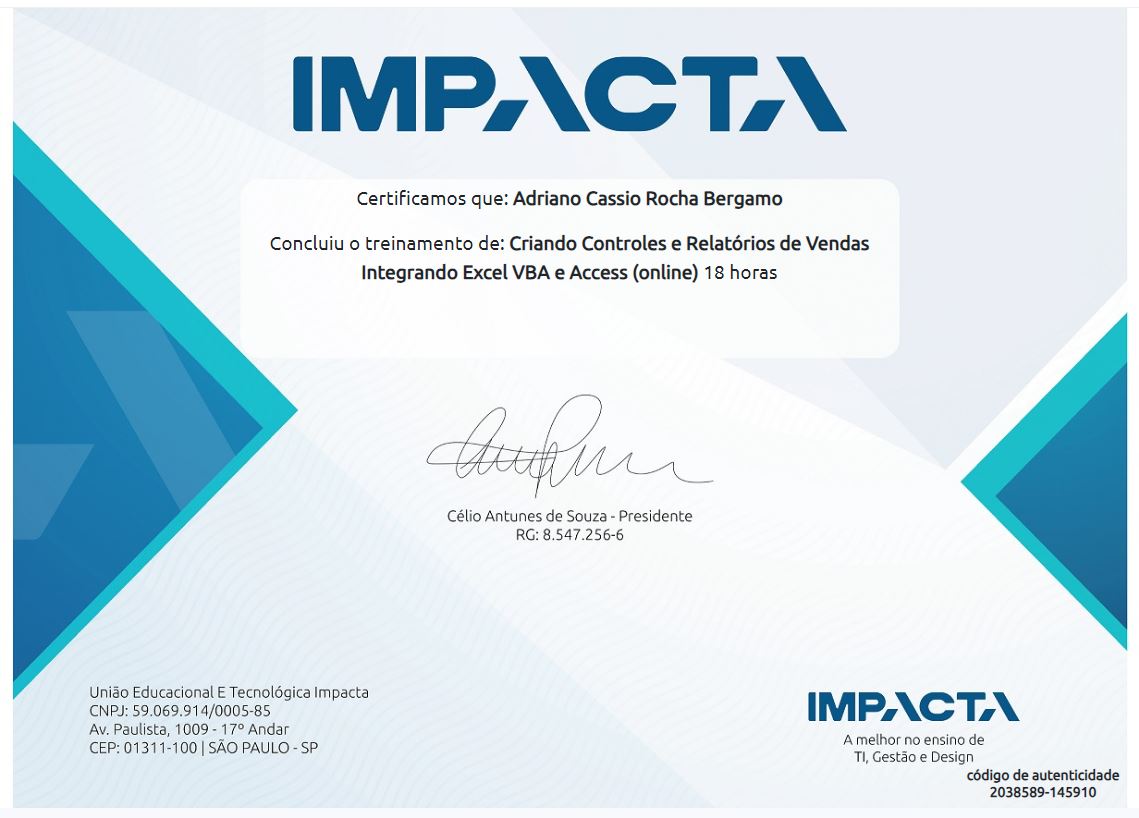 IMPACTA
Certificamos que: Adriano Cassio Rocha Bergamo
Concluiu o treinamento de: Criando Controles e Relatórios de Vendas
Integrando Excel VBA e Access (online) 18 horas
Célio Antunes de Souza - Presidente
RG: 8.547.256-6
União Educacional E Tecnológica Impacta
CNPJ: 59.069.914/0005-85
Av. Paulista, 1009 - 17º Andar
CEP: 01311-100 | SÃO PAULO - SP
IMPACTA
A melhor no ensino de
TI, Gestão e Design
código de autenticidade
2038589-145910